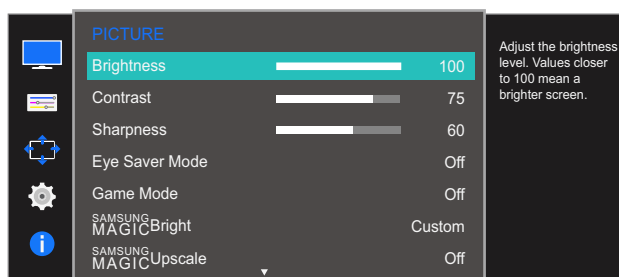 PICTURE
Brightness 100
Contrast 75
Sharpness 60
Eye Saver Mode Off
Game Mode Off
SAMSUNG
MAGIC Bright Custom
SAMSUNG
MAGIC Upscale Off
Adjust the brightness
level. Values closer
to 100 mean a
brighter screen.